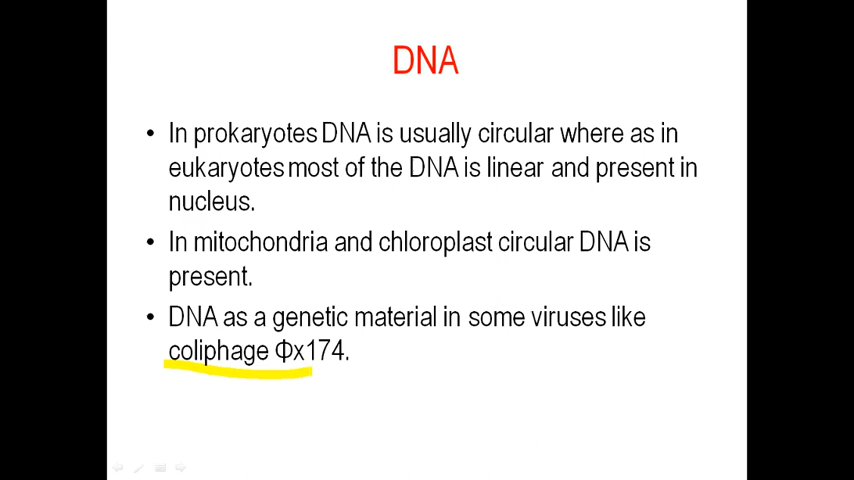 DNA
• In prokaryotes DNA is usually circular where as in
eukaryotes most of the DNA is linear and present in
nucleus.
• In mitochondria and chloroplast circular DNA is
present.
• DNA as a genetic material in some viruses like
coliphage Φx174.